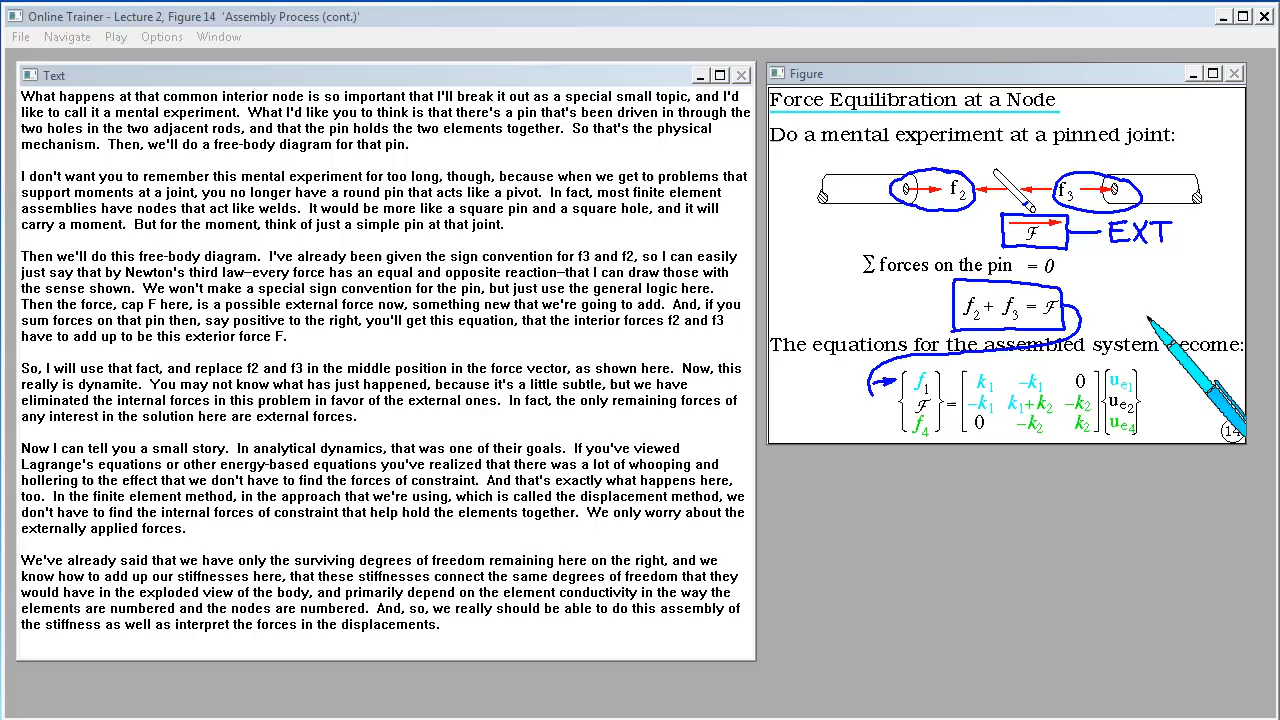 Online Trainer - Lecture 2, Figure 14 'Assembly Process (cont.)'
File Navigate Play Options Window
Text
What happens at that common interior node is so important that I'll break it out as a special small topic, and I'd
like to call it a mental experiment. What I'd like you to think is that there's a pin that's been driven in through the
two holes in the two adjacent rods, and that the pin holds the two elements together. So that's the physical
mechanism. Then, we'll do a free-body diagram for that pin.
I don't want you to remember this mental experiment for too long, though, because when we get to problems that
support moments at a joint, you no longer have a round pin that acts like a pivot. In fact, most finite element
assemblies have nodes that act like welds. It would be more like a square pin and a square hole, and it will
carry a moment. But for the moment, think of just a simple pin at that joint.
Then we'll do this free-body diagram. I've already been given the sign convention for f3 and f2, so I can easily
just say that by Newton's third law–every force has an equal and opposite reaction–that I can draw those with
the sense shown. We won't make a special sign convention for the pin, but just use the general logic here.
Then the force, cap F here, is a possible external force now, something new that we're going to add. And, if you
sum forces on that pin then, say positive to the right, you'll get this equation, that the interior forces f2 and f3
have to add up to be this exterior force F.
So, I will use that fact, and replace f2 and f3 in the middle position in the force vector, as shown here. Now, this
really is dynamite. You may not know what has just happened, because it's a little subtle, but we have
eliminated the internal forces in this problem in favor of the external ones. In fact, the only remaining forces of
any interest in the solution here are external forces.
Now I can tell you a small story. In analytical dynamics, that was one of their goals. If you've viewed
Lagrange's equations or other energy-based equations you've realized that there was a lot of whooping and
hollering to the effect that we don't have to find the forces of constraint. And that's exactly what happens here,
too. In the finite element method, in the approach that we're using, which is called the displacement method, we
don't have to find the internal forces of constraint that help hold the elements together. We only worry about the
externally applied forces.
We've already said that we have only the surviving degrees of freedom remaining here on the right, and we
know how to add up our stiffnesses here, that these stiffnesses connect the same degrees of freedom that they
would have in the exploded view of the body, and primarily depend on the element conductivity in the way the
elements are numbered and the nodes are numbered. And, so, we really should be able to do this assembly of
the stiffness as well as interpret the forces in the displacements.
Figure
Force Equilibration at a Node
Do a mental experiment at a pinned joint:
f2 f3
ℱ EXT
∑ forces on the pin = 0
f2 + f3 = ℱ
The equations for the assembled system become:
f1 k1 -k1 0 ue1
ℱ = -k1 k1+k2 -k2 ue2
f4 0 -k2 k2 ue4
14